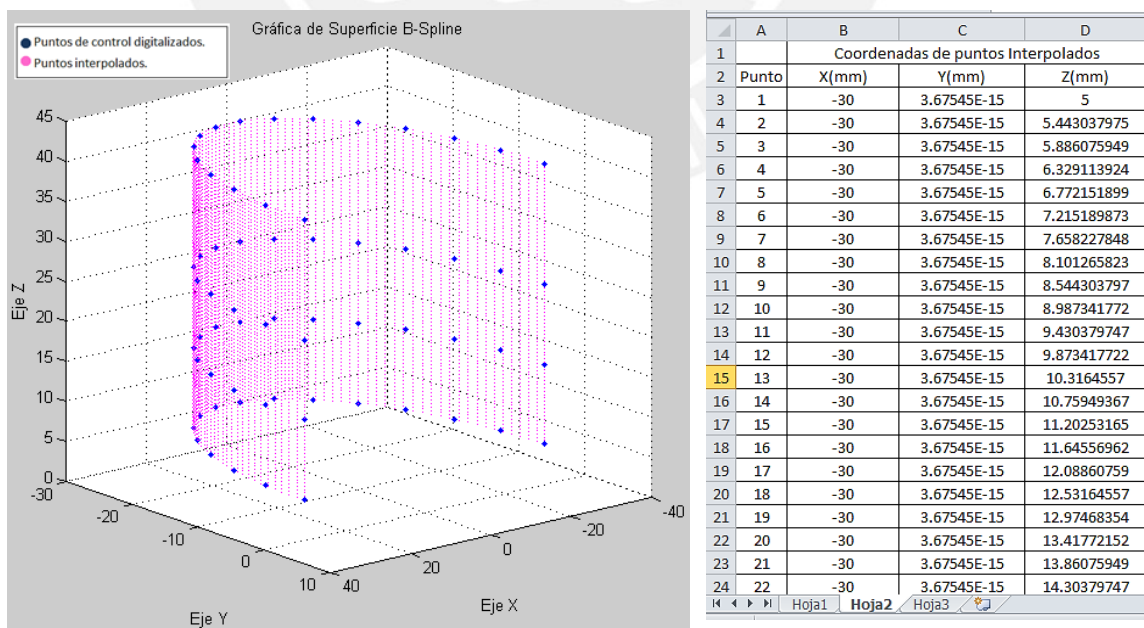 Gráfica de Superficie B-Spline
Puntos de control digitalizados.
Puntos interpolados.
45
40
35
30
25
20
15
10
5
0
Eje Z
-30
-20
-10
0
10
Eje Y
40
20
0
-20
-40
Eje X
A B C D
1 Coordenadas de puntos Interpolados
2 Punto X(mm) Y(mm) Z(mm)
3 1 -30 3.67545E-15 5
4 2 -30 3.67545E-15 5.443037975
5 3 -30 3.67545E-15 5.886075949
6 4 -30 3.67545E-15 6.329113924
7 5 -30 3.67545E-15 6.772151899
8 6 -30 3.67545E-15 7.215189873
9 7 -30 3.67545E-15 7.658227848
10 8 -30 3.67545E-15 8.101265823
11 9 -30 3.67545E-15 8.544303797
12 10 -30 3.67545E-15 8.987341772
13 11 -30 3.67545E-15 9.430379747
14 12 -30 3.67545E-15 9.873417722
15 13 -30 3.67545E-15 10.3164557
16 14 -30 3.67545E-15 10.75949367
17 15 -30 3.67545E-15 11.20253165
18 16 -30 3.67545E-15 11.64556962
19 17 -30 3.67545E-15 12.08860759
20 18 -30 3.67545E-15 12.53164557
21 19 -30 3.67545E-15 12.97468354
22 20 -30 3.67545E-15 13.41772152
23 21 -30 3.67545E-15 13.86075949
24 22 -30 3.67545E-15 14.30379747
Hoja1 Hoja2 Hoja3